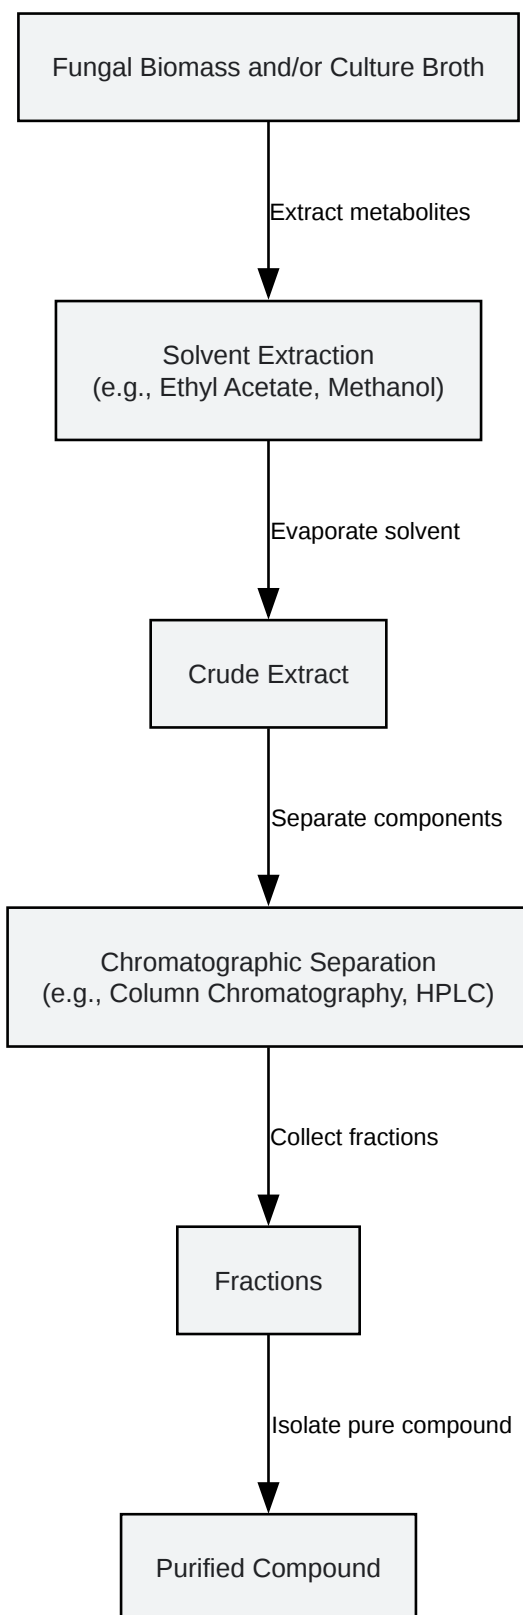 Fungal Biomass and/or Culture Broth
Extract metabolites
Solvent Extraction
(e.g., Ethyl Acetate, Methanol)
Evaporate solvent
Crude Extract
Separate components
Chromatographic Separation
(e.g., Column Chromatography, HPLC)
Collect fractions
Fractions
Isolate pure compound
Purified Compound